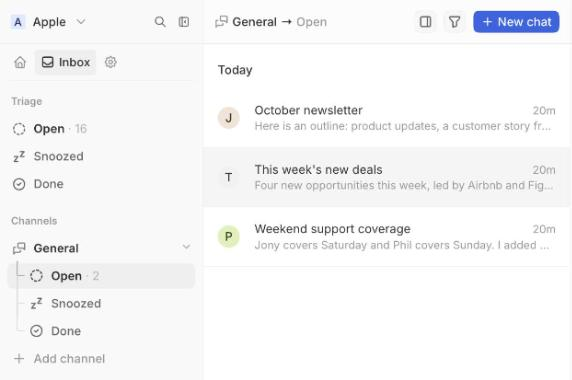 A Apple
General → Open
+ New chat
Inbox
Today
Triage
Open · 16
Snoozed
Done
Channels
General
Open · 2
Snoozed
Done
+ Add channel
J
October newsletter
20m
Here is an outline: product updates, a customer story fr...
T
This week's new deals
20m
Four new opportunities this week, led by Airbnb and Fig...
P
Weekend support coverage
20m
Jony covers Saturday and Phil covers Sunday. I added ...